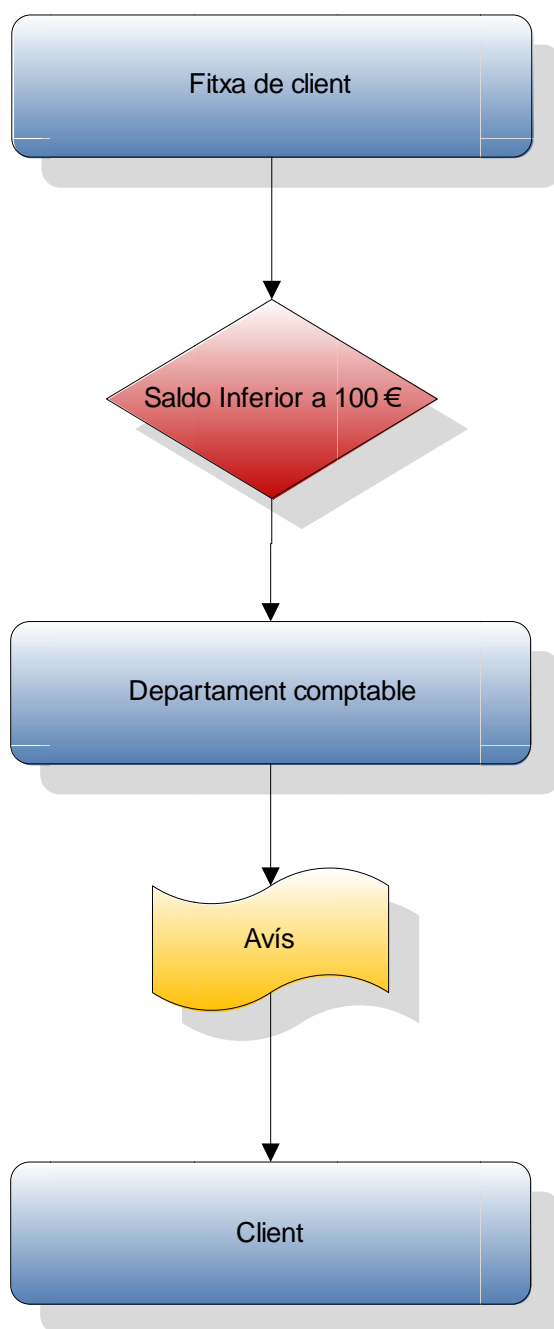 Fitxa de client
Saldo Inferior a 100 €
Departament comptable
Avís
Client